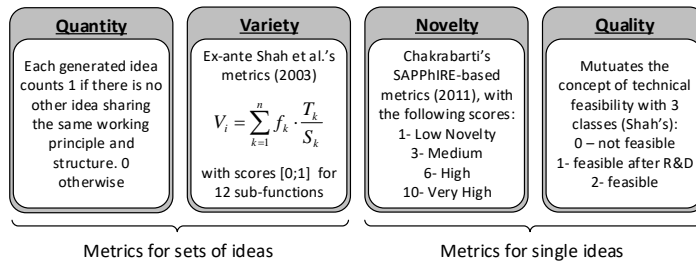 Quantity
Each generated idea
counts 1 if there is no
other idea sharing
the same working
principle and
structure. 0
otherwise
Variety
Ex-ante Shah et al.'s
metrics (2003)
V_i = \sum_{k=1}^{n} f_k \cdot \frac{T_k}{S_k}
with scores [0;1] for
12 sub-functions
Novelty
Chakrabarti's
SAPPhIRE-based
metrics (2011), with
the following scores:
1- Low Novelty
3- Medium
6- High
10- Very High
Quality
Mutuates the
concept of technical
feasibility with 3
classes (Shah's):
0 – not feasible
1- feasible after R&D
2- feasible
Metrics for sets of ideas
Metrics for single ideas